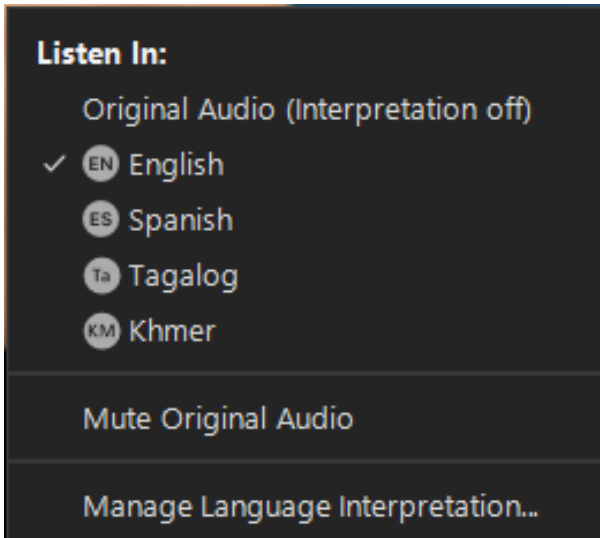 Listen In:
Original Audio (Interpretation off)
EN English
ES Spanish
Ta Tagalog
KM Khmer
Mute Original Audio
Manage Language Interpretation...